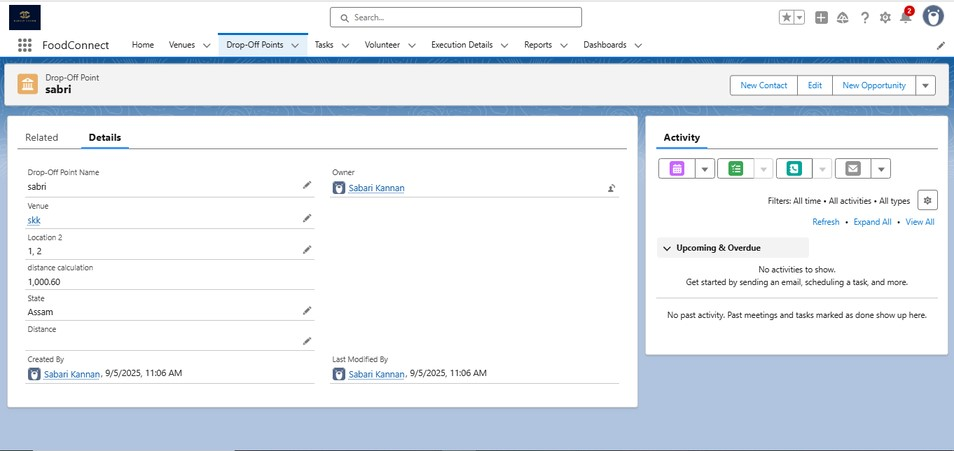 Search...
2
FoodConnect Home Venues Drop-Off Points Tasks Volunteer Execution Details Reports Dashboards
Drop-Off Point
sabri
New Contact Edit New Opportunity
Related Details
Drop-Off Point Name
sabri
Venue
skk
Location 2
1, 2
distance calculation
1,000.60
State
Assam
Distance
Created By
Sabari Kannan, 9/5/2025, 11:06 AM
Owner
Sabari Kannan
Last Modified By
Sabari Kannan, 9/5/2025, 11:06 AM
Activity
Filters: All time • All activities • All types
Refresh • Expand All • View All
Upcoming & Overdue
No activities to show.
Get started by sending an email, scheduling a task, and more.
No past activity. Past meetings and tasks marked as done show up here.